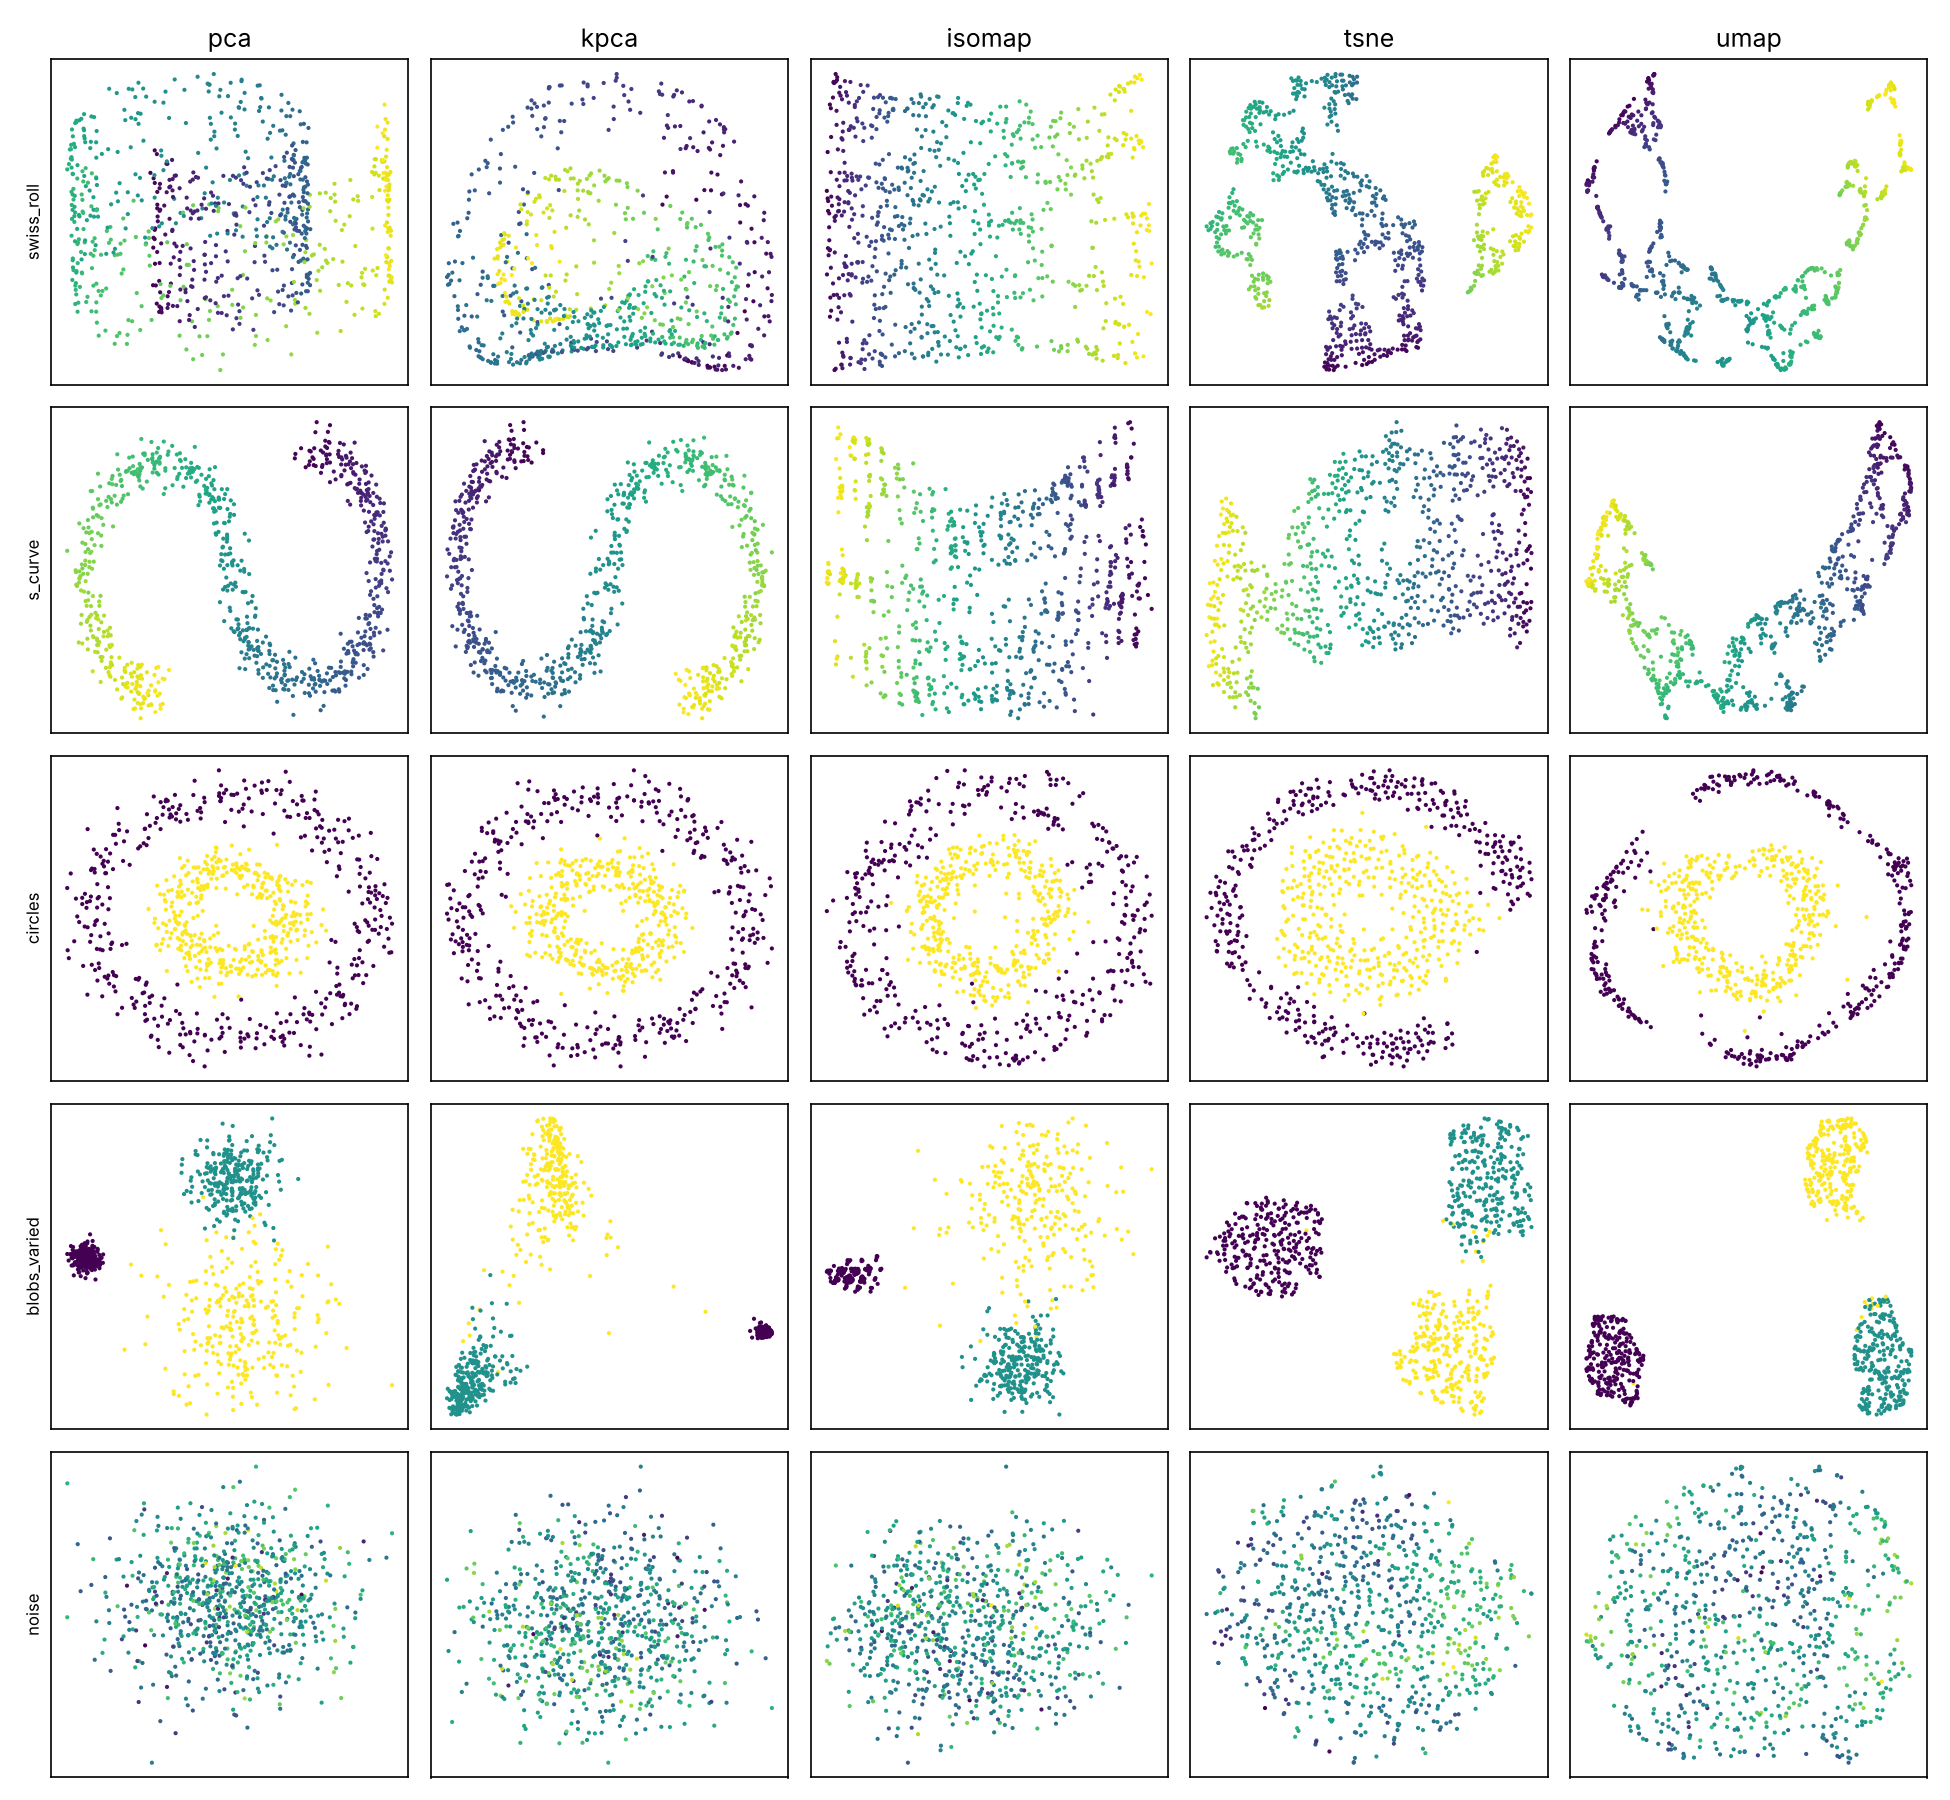 pca
kpca
isomap
tsne
umap
swiss_roll
s_curve
circles
blobs_varied
noise